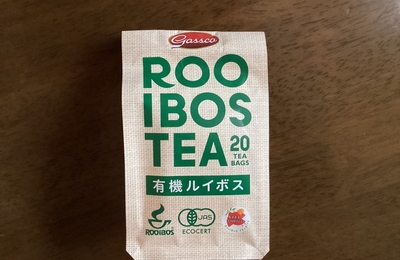 Gassco
ROO
IBOS
TEA 20
TEA
BAGS
有機ルイボス
ROOIBOS JAS
ECOCERT